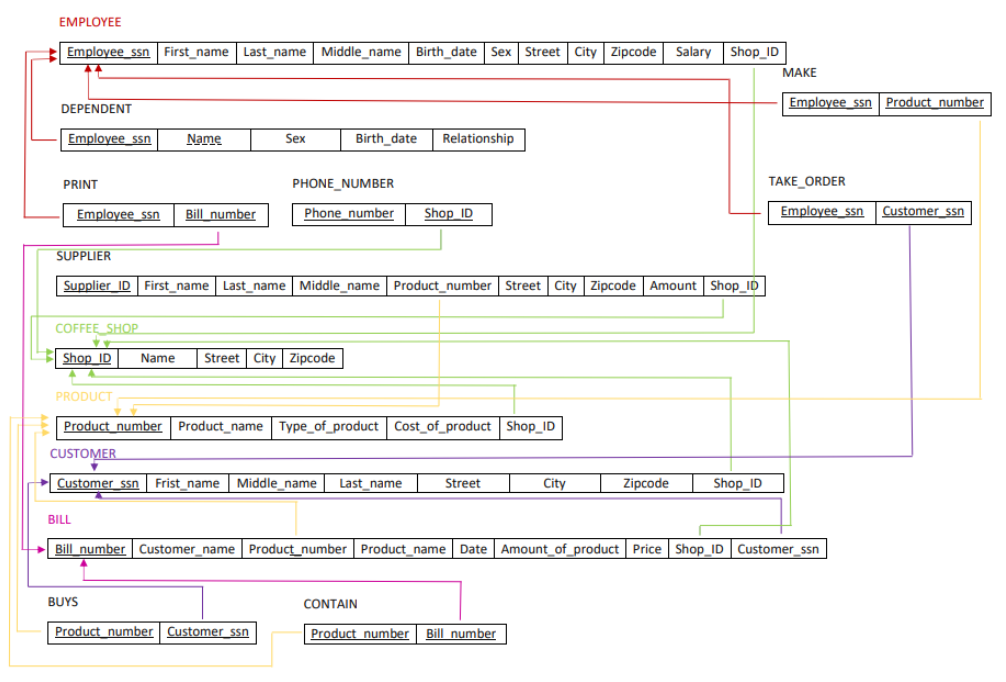 EMPLOYEE
Employee_ssn First_name Last_name Middle_name Birth_date Sex Street City Zipcode Salary Shop_ID
MAKE
Employee_ssn Product_number
DEPENDENT
Employee_ssn Name Sex Birth_date Relationship
PRINT
Employee_ssn Bill_number
PHONE_NUMBER
Phone_number Shop_ID
TAKE_ORDER
Employee_ssn Customer_ssn
SUPPLIER
Supplier_ID First_name Last_name Middle_name Product_number Street City Zipcode Amount Shop_ID
COFFEE_SHOP
Shop_ID Name Street City Zipcode
PRODUCT
Product_number Product_name Type_of_product Cost_of_product Shop_ID
CUSTOMER
Customer_ssn Frist_name Middle_name Last_name Street City Zipcode Shop_ID
BILL
Bill_number Customer_name Product_number Product_name Date Amount_of_product Price Shop_ID Customer_ssn
BUYS
Product_number Customer_ssn
CONTAIN
Product_number Bill_number